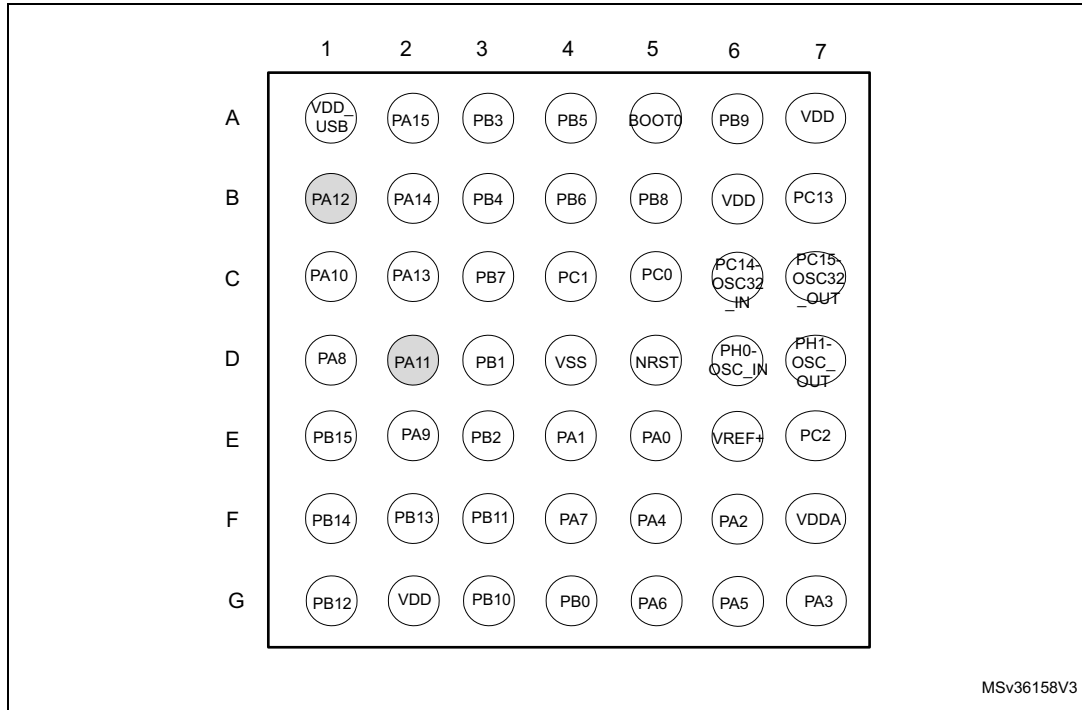 1 2 3 4 5 6 7
A VDD_ USB PA15 PB3 PB5 BOOT0 PB9 VDD
B PA12 PA14 PB4 PB6 PB8 VDD PC13
C PA10 PA13 PB7 PC1 PC0 PC14-OSC32_IN PC15-OSC32_OUT
D PA8 PA11 PB1 VSS NRST PH0-OSC_IN PH1-OSC_OUT
E PB15 PA9 PB2 PA1 PA0 VREF+ PC2
F PB14 PB13 PB11 PA7 PA4 PA2 VDDA
G PB12 VDD PB10 PB0 PA6 PA5 PA3
MSv36158V3